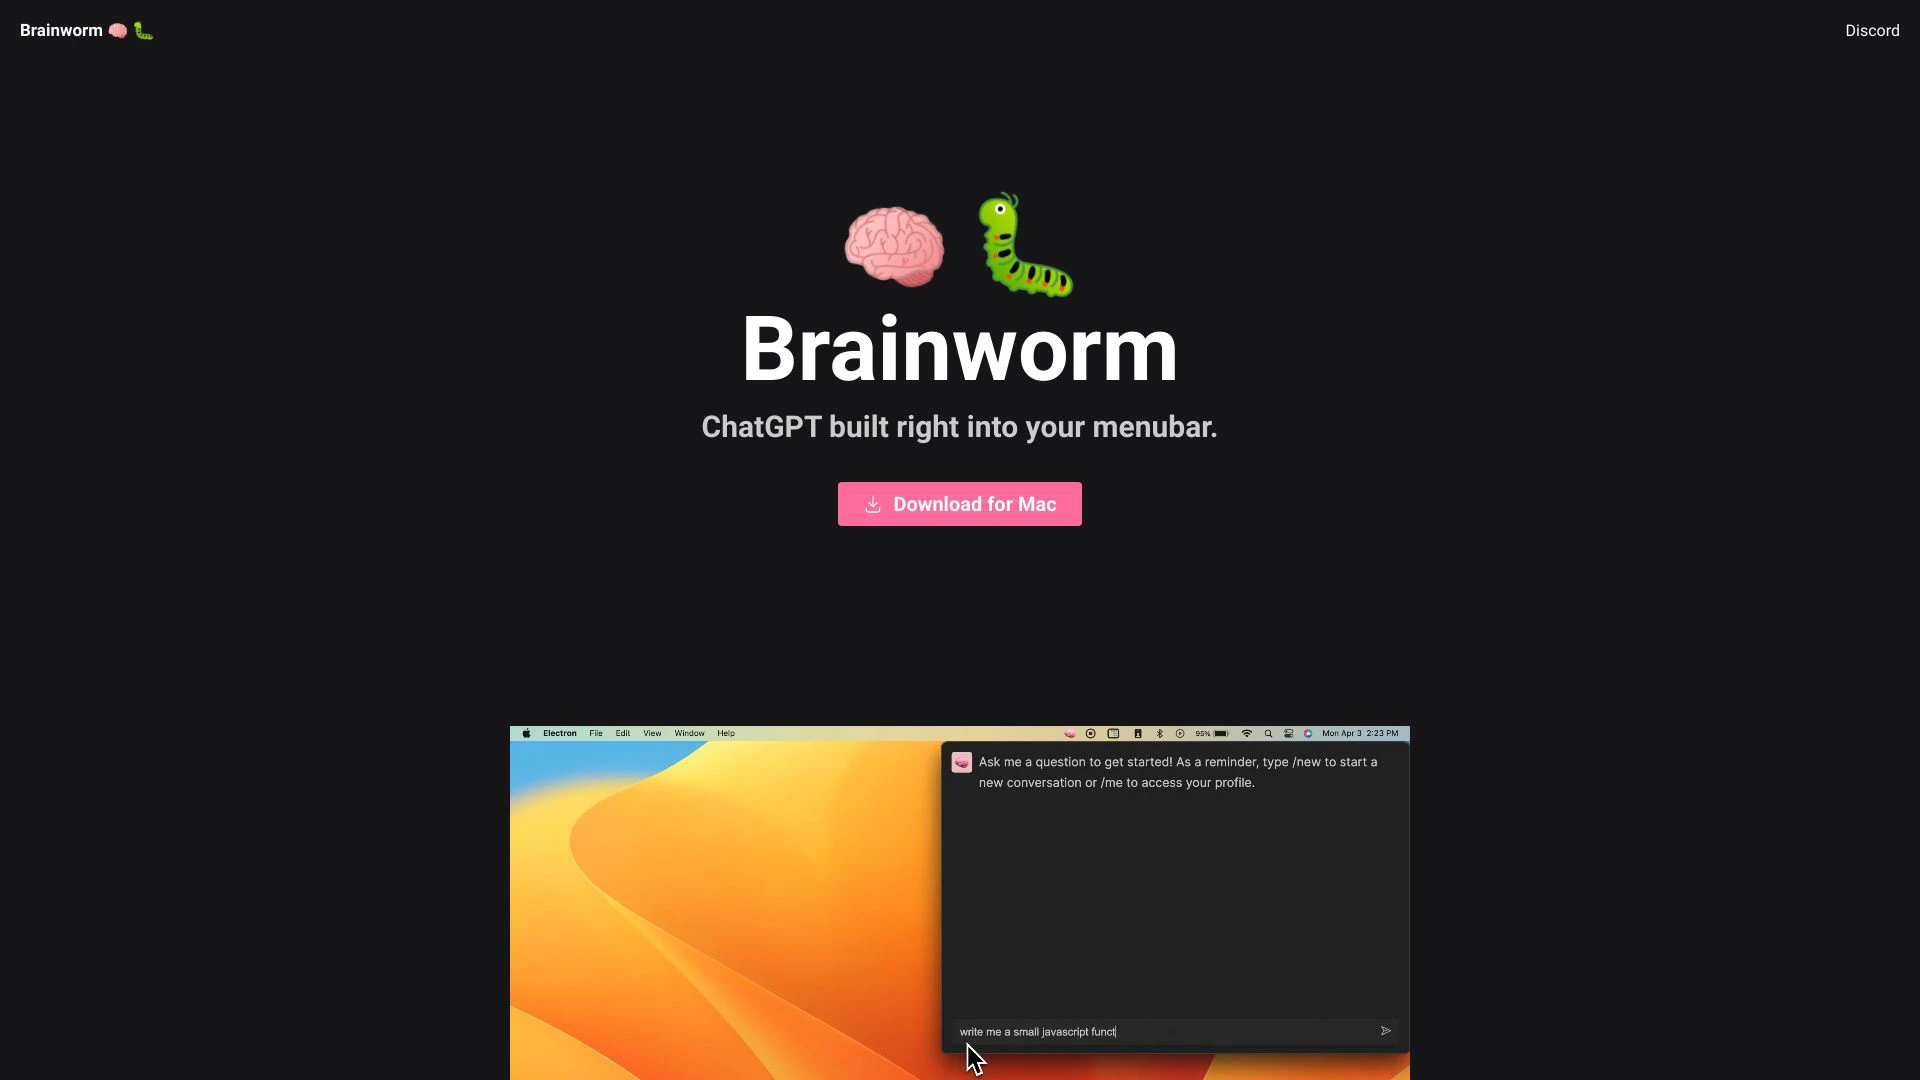 Brainworm
Discord
Brainworm
ChatGPT built right into your menubar.
Download for Mac
Electron File Edit View Window Help 95% Mon Apr 3 2:23 PM
Ask me a question to get started! As a reminder, type /new to start a
new conversation or /me to access your profile.
write me a small javascript funct